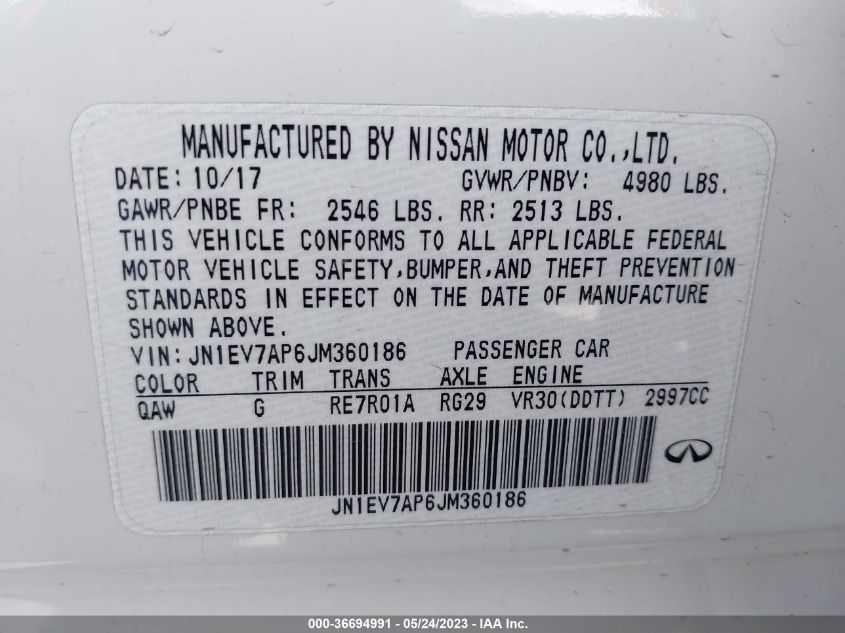 MANUFACTURED BY NISSAN MOTOR CO.,LTD.
DATE: 10/17 GVWR/PNBV: 4980 LBS.
GAWR/PNBE FR: 2546 LBS. RR: 2513 LBS.
THIS VEHICLE CONFORMS TO ALL APPLICABLE FEDERAL
MOTOR VEHICLE SAFETY,BUMPER,AND THEFT PREVENTION
STANDARDS IN EFFECT ON THE DATE OF MANUFACTURE
SHOWN ABOVE.
VIN: JN1EV7AP6JM360186 PASSENGER CAR
COLOR TRIM TRANS AXLE ENGINE
QAW G RE7R01A RG29 VR30(DDTT) 2997CC
JN1EV7AP6JM360186
000-36694991 - 05/24/2023 - IAA Inc.